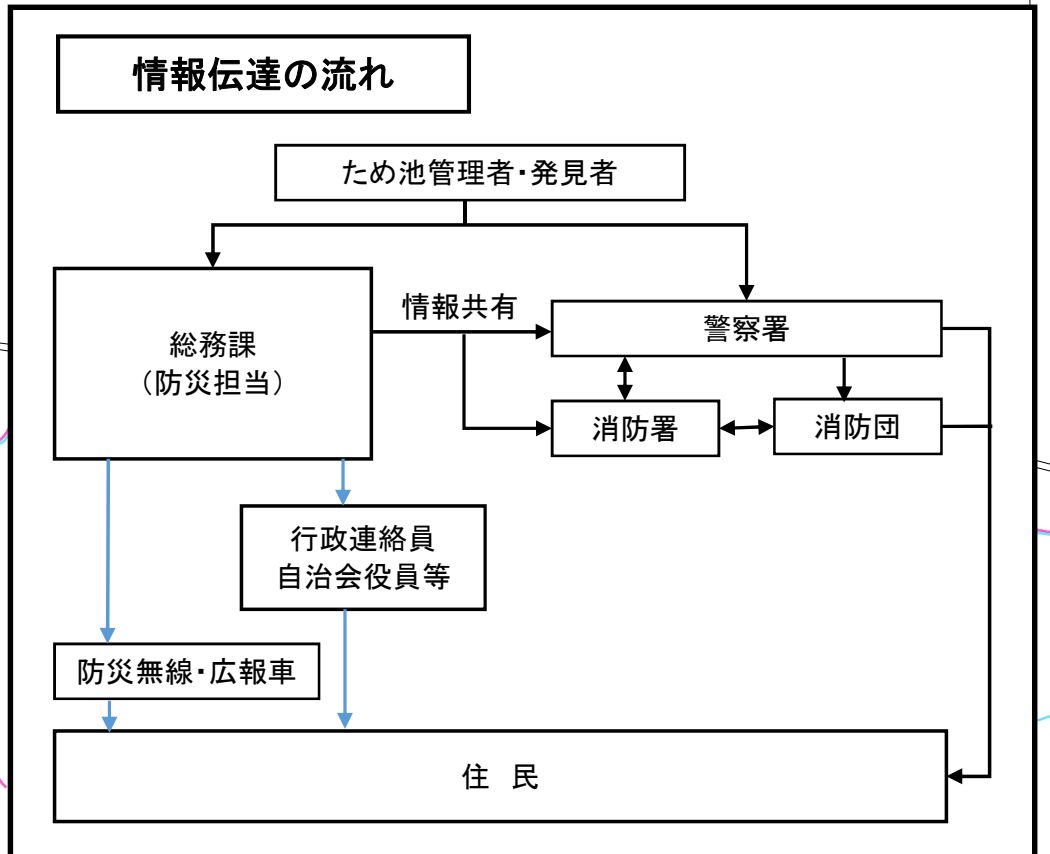 情報伝達の流れ
ため池管理者・発見者
情報共有
総務課
（防災担当）
警察署
消防署
消防団
行政連絡員
自治会役員等
防災無線・広報車
住 民